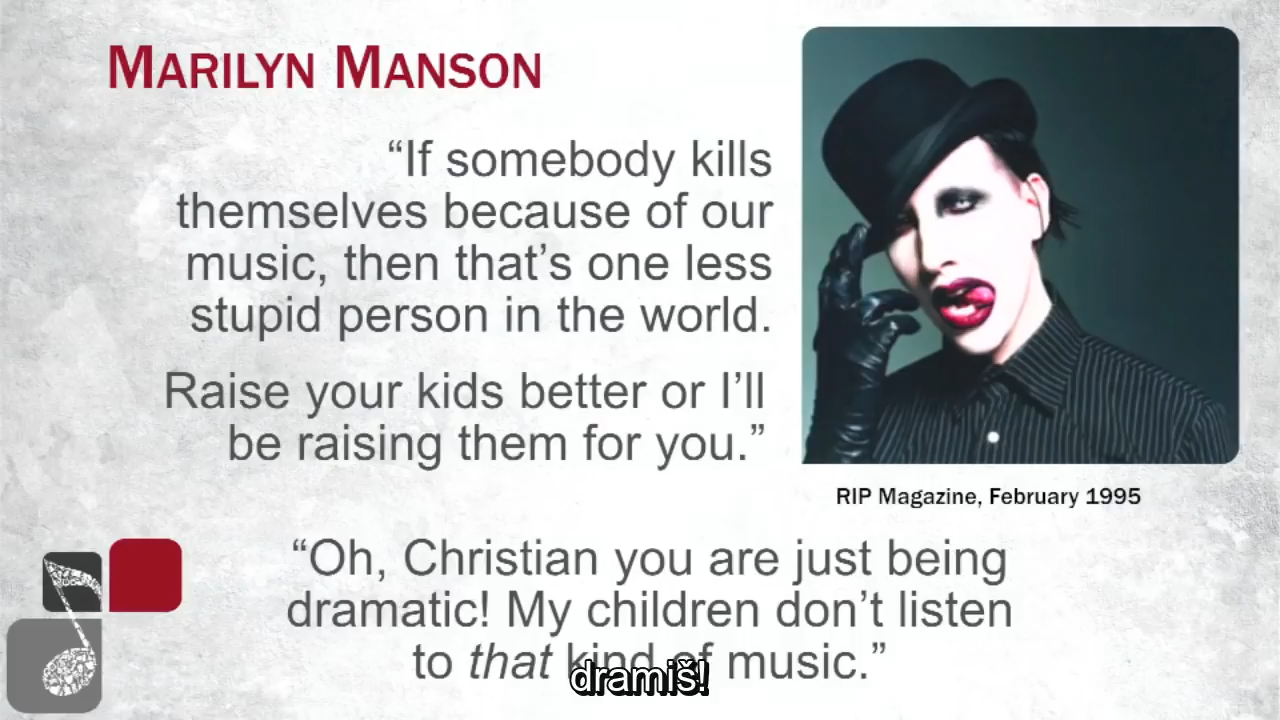 MARILYN MANSON
“If somebody kills
themselves because of our
music, then that’s one less
stupid person in the world.
Raise your kids better or I’ll
be raising them for you.”
RIP Magazine, February 1995
“Oh, Christian you are just being
dramatic! My children don’t listen
to that kind of music.”
dramiš!